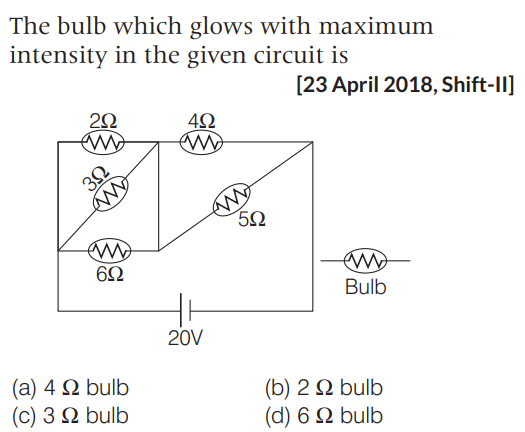 The bulb which glows with maximum
intensity in the given circuit is
[23 April 2018, Shift-II]
2Ω
4Ω
3Ω
5Ω
6Ω
Bulb
20V
(a) 4 Ω bulb
(b) 2 Ω bulb
(c) 3 Ω bulb
(d) 6 Ω bulb